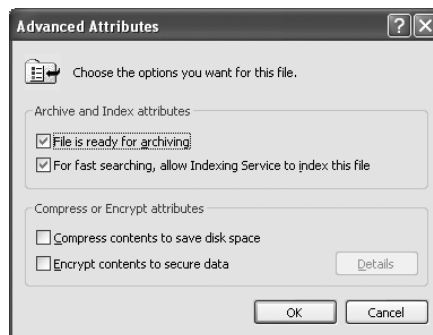 Advanced Attributes
Choose the options you want for this file.
Archive and Index attributes
File is ready for archiving
For fast searching, allow Indexing Service to index this file
Compress or Encrypt attributes
Compress contents to save disk space
Encrypt contents to secure data
Details
OK
Cancel